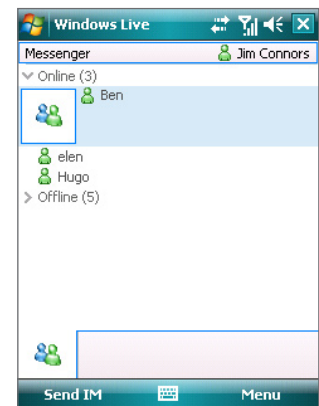 Windows Live
Messenger Jim Connors
Online (3)
Ben
elen
Hugo
Offline (5)
Send IM Menu